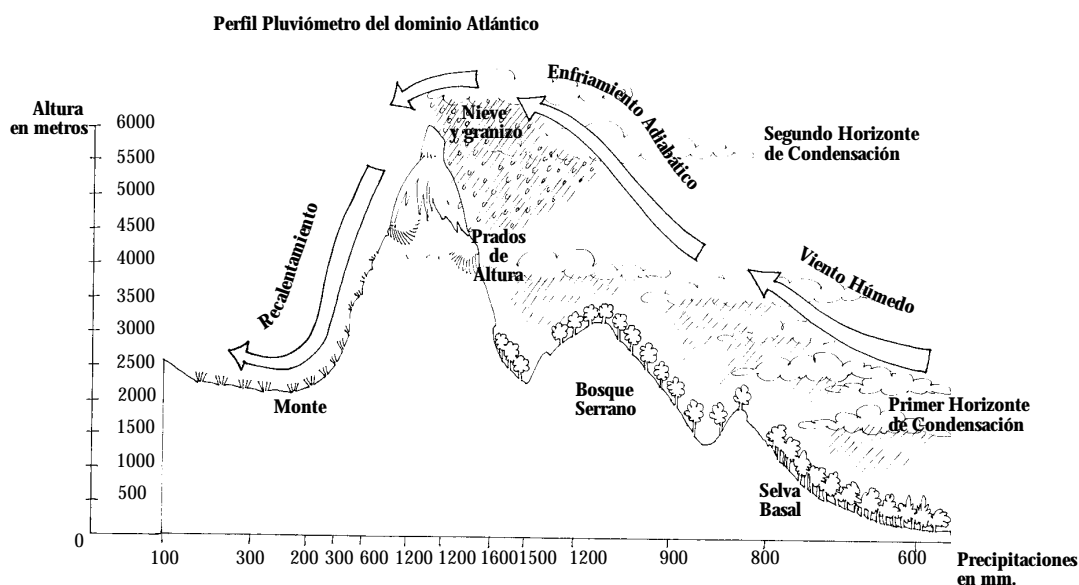 Perfil Pluviómetro del dominio Atlántico
Altura
en metros
6000
5500
5000
4500
4000
3500
3000
2500
2000
1500
1000
500
0
Nieve
y granizo
Enfriamiento Adiabático
Segundo Horizonte
de Condensación
Recalentamiento
Prados
de
Altura
Viento Húmedo
Monte
Bosque
Serrano
Primer Horizonte
de Condensación
Selva
Basal
100 300 200 300 600 1200 1200 1600 1500 1200 900 800 600
Precipitaciones
en mm.